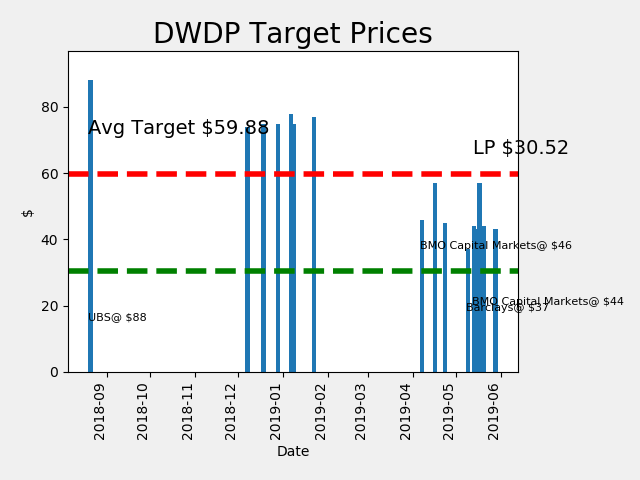 DWDP Target Prices
Avg Target $59.88
LP $30.52
BMO Capital Markets@ $46
BMO Capital Markets@ $44
Barclays@ $37
UBS@ $88
$
80
60
40
20
0
2018-09
2018-10
2018-11
2018-12
2019-01
2019-02
2019-03
2019-04
2019-05
2019-06
Date